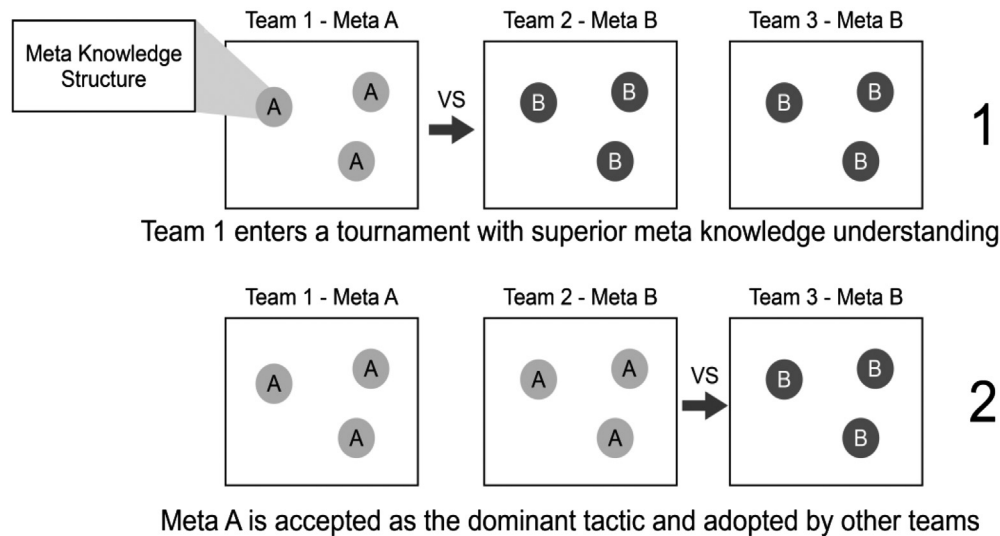 Team 1 - Meta A
Team 2 - Meta B
Team 3 - Meta B
Meta Knowledge
Structure
A
A
A
VS
B
B
B
B
B
B
1
Team 1 enters a tournament with superior meta knowledge understanding
Team 1 - Meta A
Team 2 - Meta B
Team 3 - Meta B
A
A
A
A
A
A
VS
B
B
B
2
Meta A is accepted as the dominant tactic and adopted by other teams